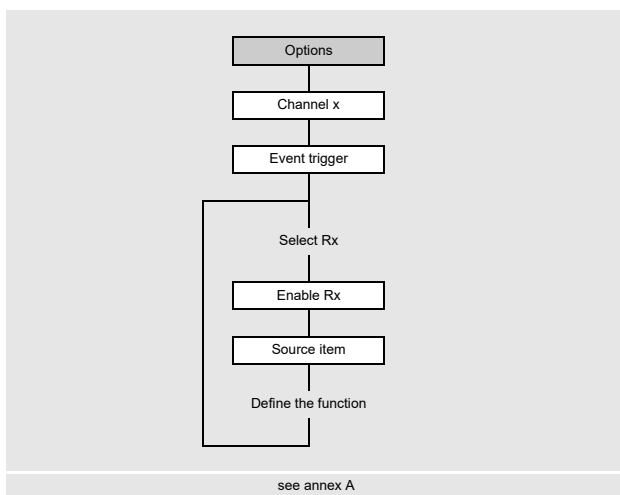 Options
Channel x
Event trigger
Select Rx
Enable Rx
Source item
Define the function
see annex A